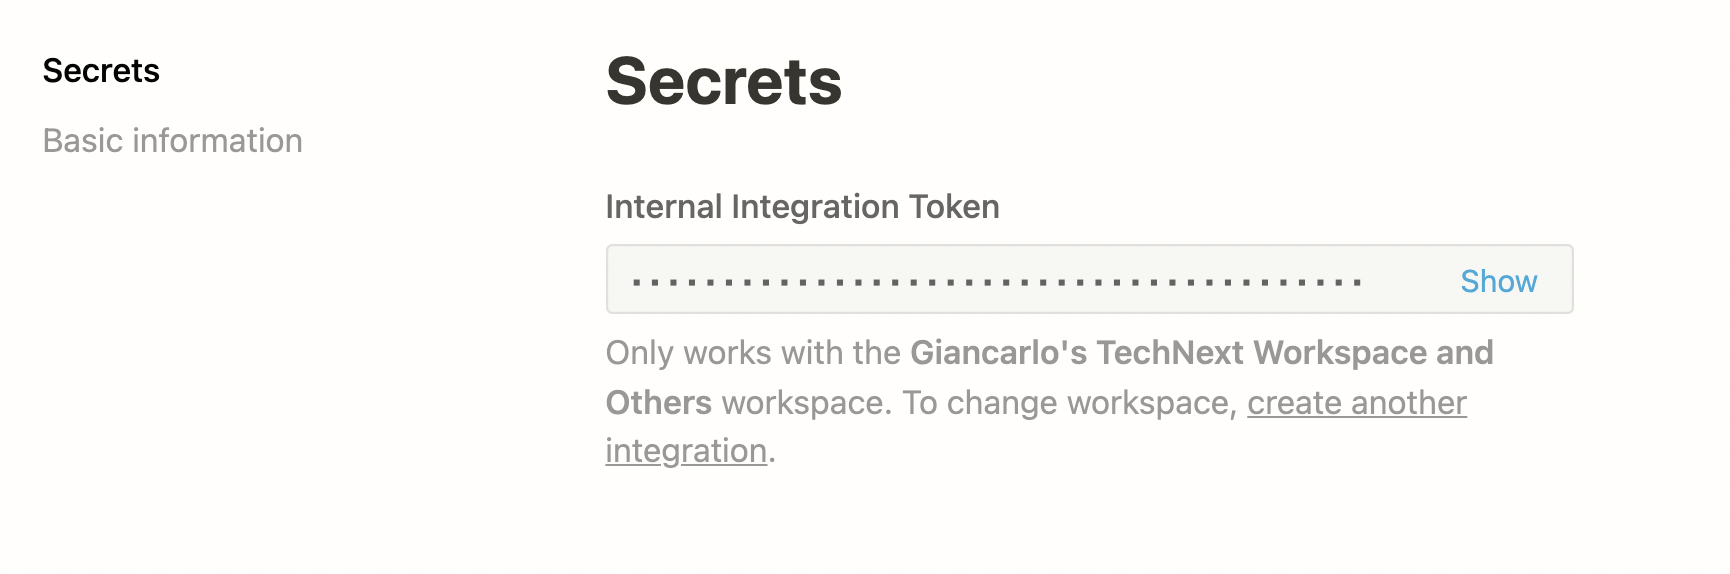 Secrets
Basic information
Secrets
Internal Integration Token
Show
Only works with the Giancarlo's TechNext Workspace and
Others workspace. To change workspace, create another
integration.